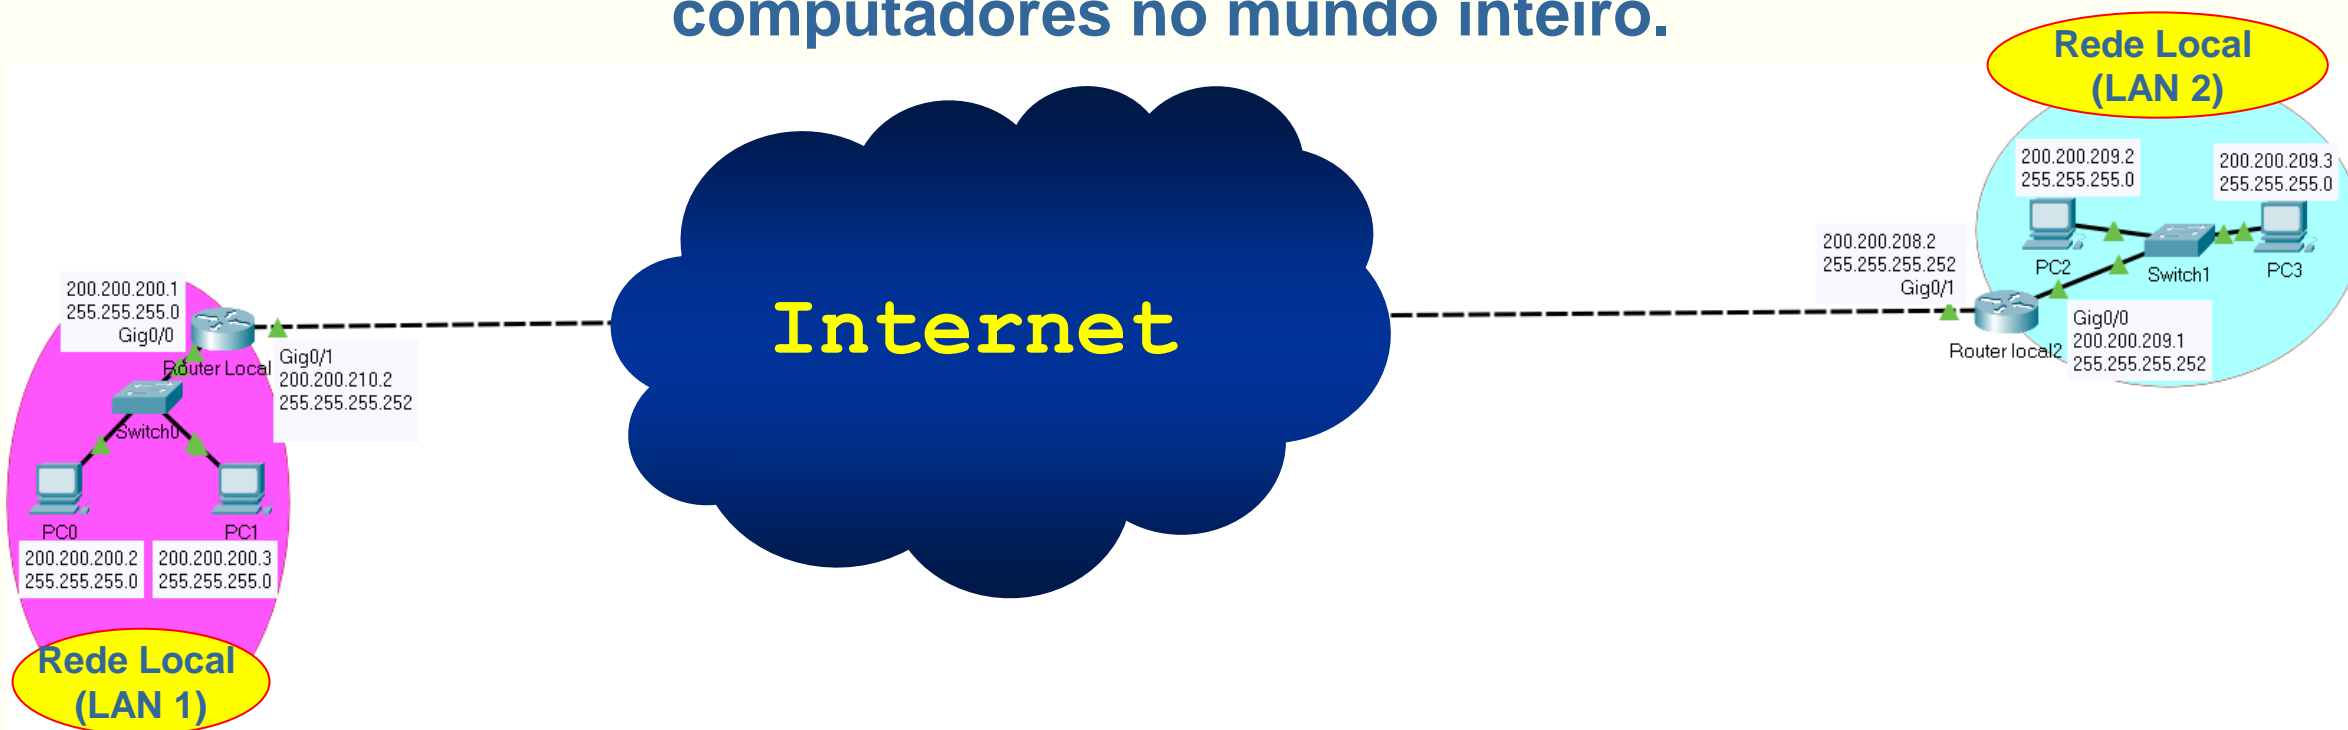 computadores no mundo inteiro.
Rede Local
(LAN 2)
200.200.209.2
255.255.255.0
200.200.209.3
255.255.255.0
PC2
Switch1
PC3
200.200.208.2
255.255.255.252
Gig0/1
Router local2
Gig0/0
200.200.209.1
255.255.255.252
Internet
200.200.200.1
255.255.255.0
Gig0/0
Router Local
Gig0/1
200.200.210.2
255.255.255.252
Switch0
PC0
PC1
200.200.200.2
255.255.255.0
200.200.200.3
255.255.255.0
Rede Local
(LAN 1)